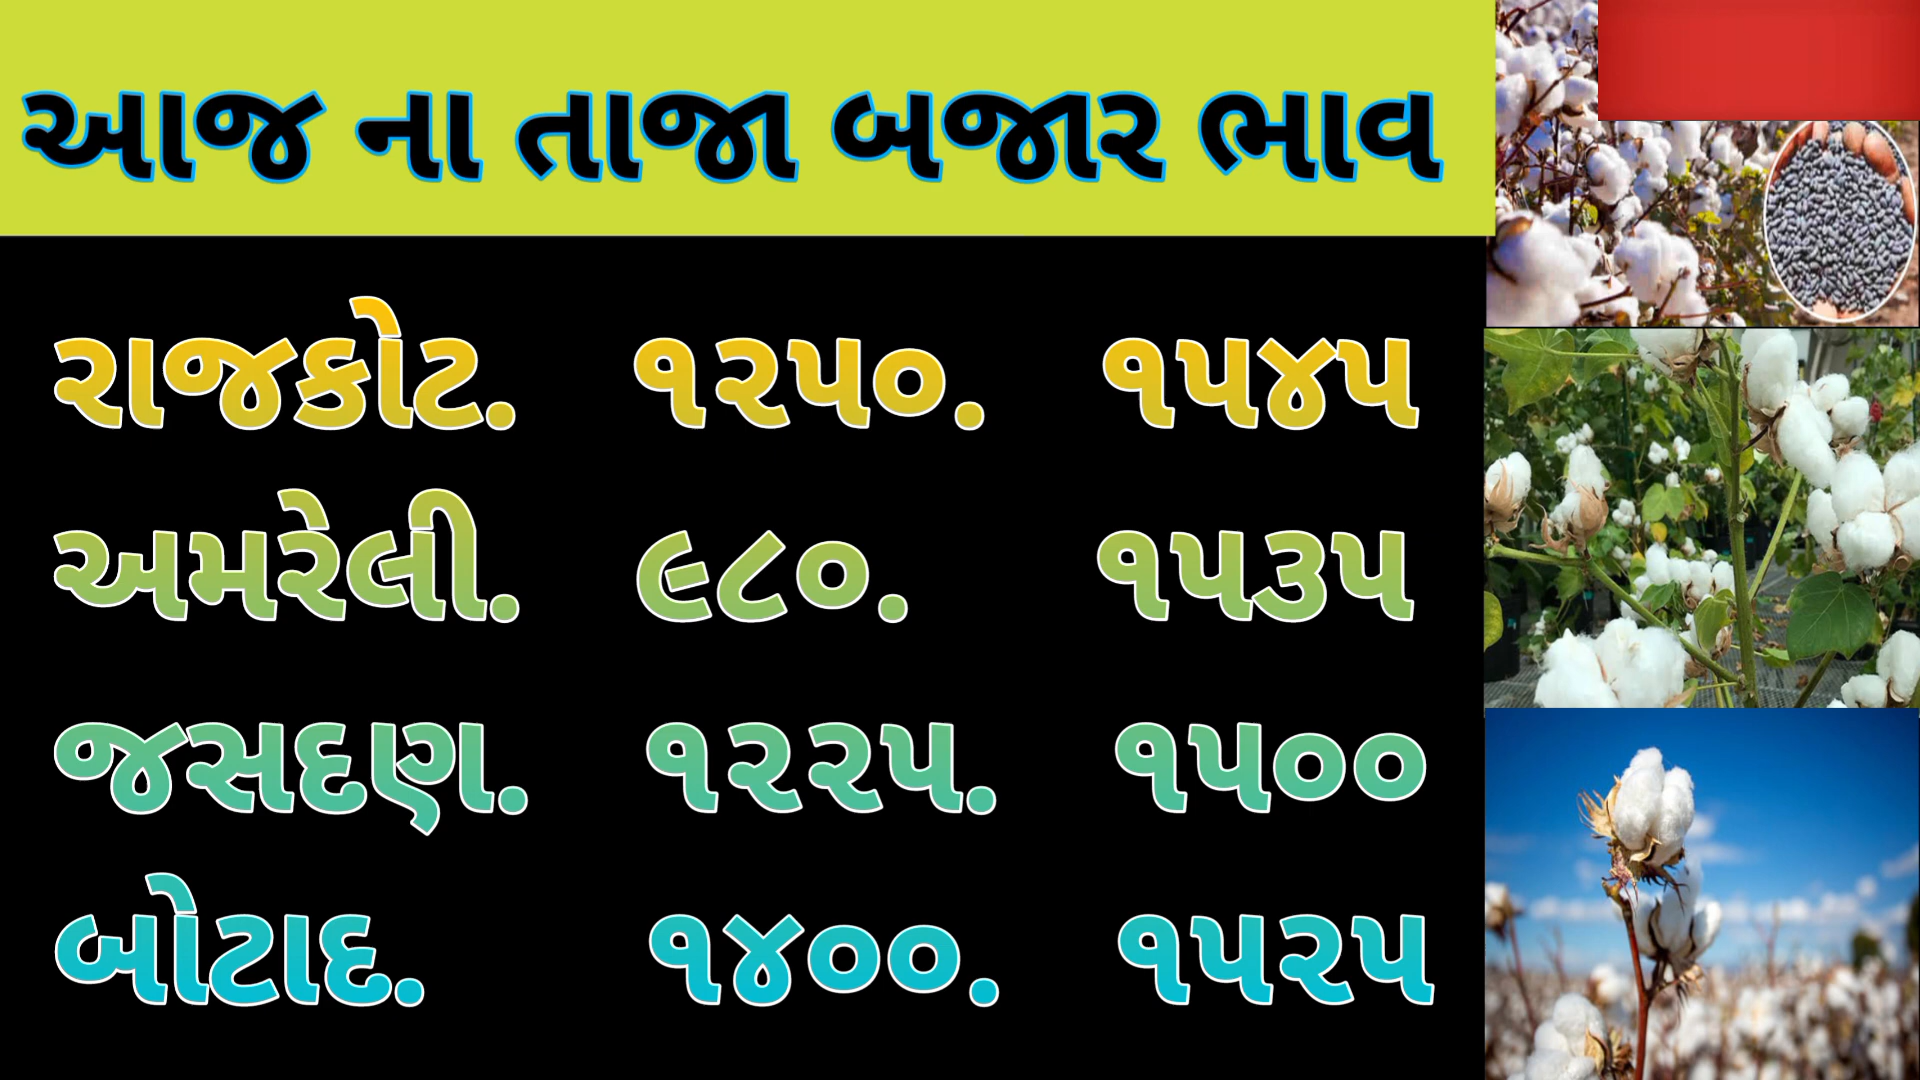 આજ ના તાજા બજાર ભાવ
રાજકોટ. ૧૨૫૦. ૧૫૪૫
અમરેલી. ૯૮૦. ૧૫૩૫
જસદણ. ૧૨૨૫. ૧૫૦૦
બોટાદ. ૧૪૦૦. ૧૫૨૫